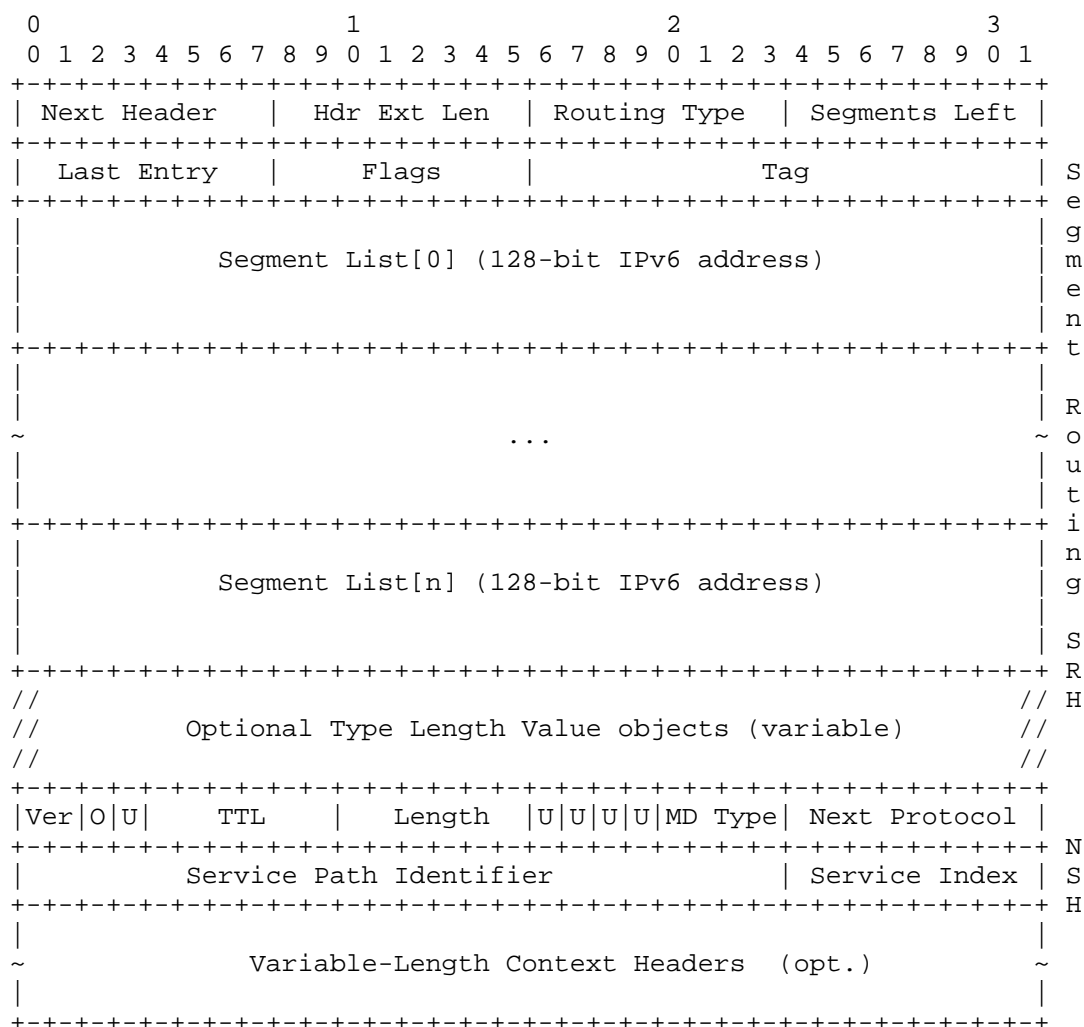 0                   1                   2                   3
 0 1 2 3 4 5 6 7 8 9 0 1 2 3 4 5 6 7 8 9 0 1 2 3 4 5 6 7 8 9 0 1
+-+-+-+-+-+-+-+-+-+-+-+-+-+-+-+-+-+-+-+-+-+-+-+-+-+-+-+-+-+-+-+-+
| Next Header   |  Hdr Ext Len  | Routing Type  | Segments Left |
+-+-+-+-+-+-+-+-+-+-+-+-+-+-+-+-+-+-+-+-+-+-+-+-+-+-+-+-+-+-+-+-+
|  Last Entry   |     Flags     |              Tag              | S
+-+-+-+-+-+-+-+-+-+-+-+-+-+-+-+-+-+-+-+-+-+-+-+-+-+-+-+-+-+-+-+-+ e
|                                                               | g
|            Segment List[0] (128-bit IPv6 address)             | m
|                                                               | e
|                                                               | n
+-+-+-+-+-+-+-+-+-+-+-+-+-+-+-+-+-+-+-+-+-+-+-+-+-+-+-+-+-+-+-+-+ t
|                                                               |
|                                                               | R
~                              ...                              ~ o
|                                                               | u
|                                                               | t
+-+-+-+-+-+-+-+-+-+-+-+-+-+-+-+-+-+-+-+-+-+-+-+-+-+-+-+-+-+-+-+-+ i
|                                                               | n
|            Segment List[n] (128-bit IPv6 address)             | g
|                                                               |
|                                                               | S
+-+-+-+-+-+-+-+-+-+-+-+-+-+-+-+-+-+-+-+-+-+-+-+-+-+-+-+-+-+-+-+-+ R
//                                                             // H
//         Optional Type Length Value objects (variable)       //
//                                                             //
+-+-+-+-+-+-+-+-+-+-+-+-+-+-+-+-+-+-+-+-+-+-+-+-+-+-+-+-+-+-+-+-+
|Ver|O|U|    TTL    |   Length  |U|U|U|U|MD Type| Next Protocol |
+-+-+-+-+-+-+-+-+-+-+-+-+-+-+-+-+-+-+-+-+-+-+-+-+-+-+-+-+-+-+-+-+ N
|          Service Path Identifier              | Service Index | S
+-+-+-+-+-+-+-+-+-+-+-+-+-+-+-+-+-+-+-+-+-+-+-+-+-+-+-+-+-+-+-+-+ H
|                                                               |
~              Variable-Length Context Headers  (opt.)          ~
|                                                               |
+-+-+-+-+-+-+-+-+-+-+-+-+-+-+-+-+-+-+-+-+-+-+-+-+-+-+-+-+-+-+-+-+